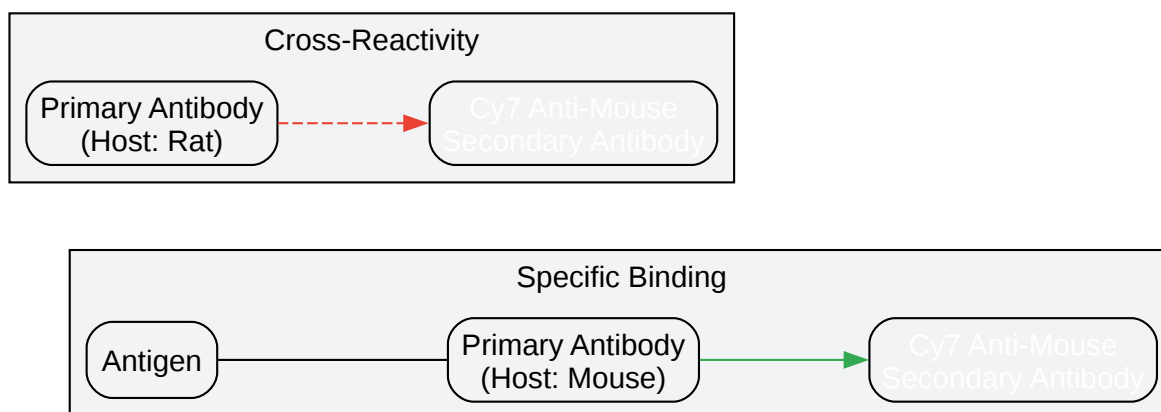 Cross-Reactivity
Primary Antibody
(Host: Rat)
Cy7 Anti-Mouse
Secondary Antibody
Specific Binding
Antigen
Primary Antibody
(Host: Mouse)
Cy7 Anti-Mouse
Secondary Antibody